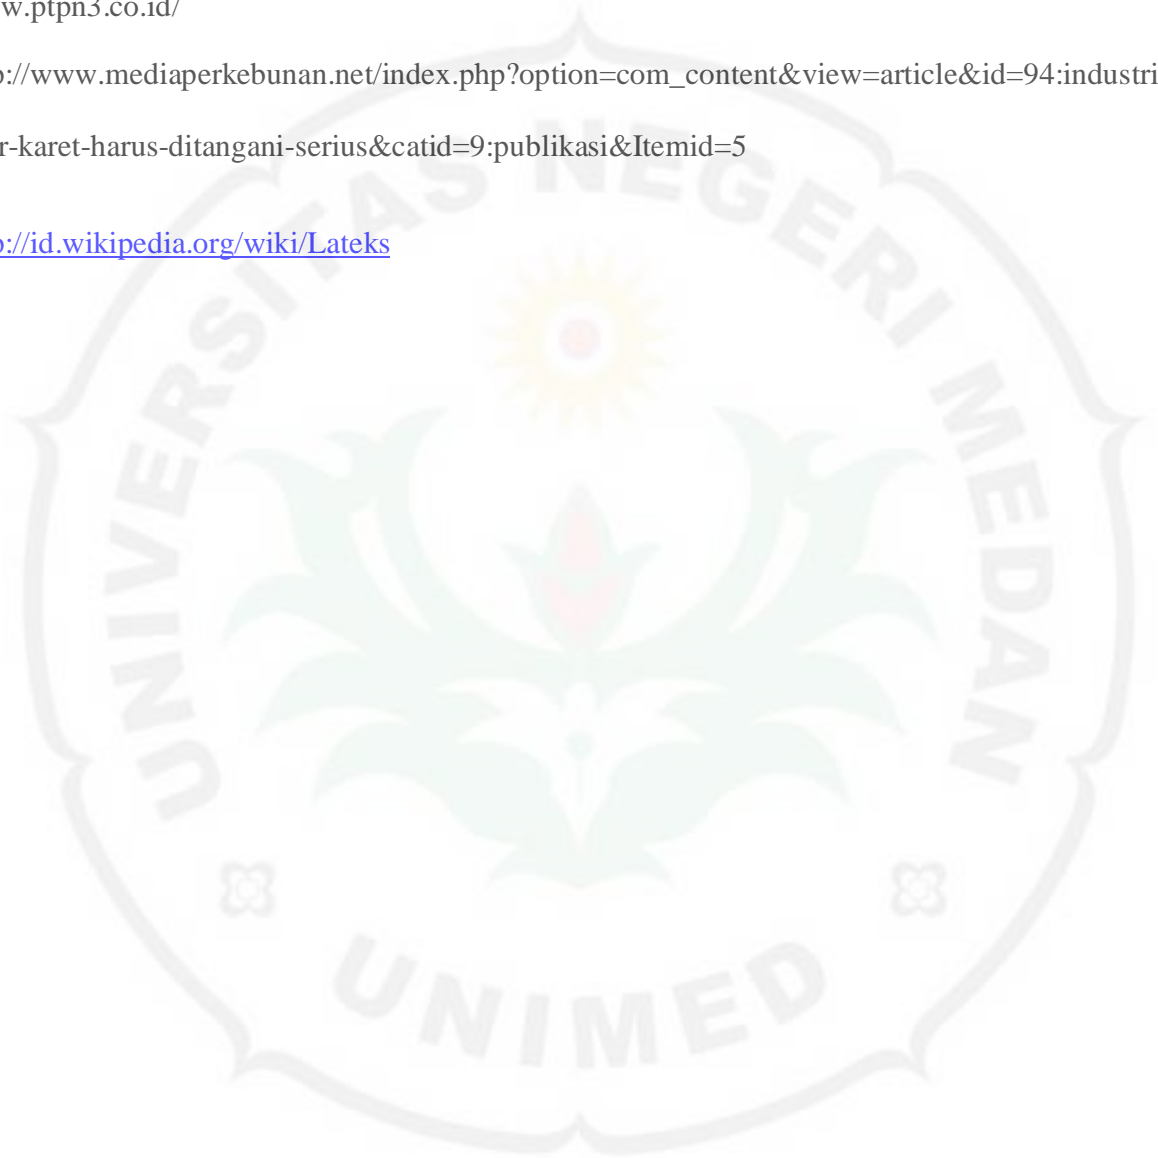 w.ptpn3.co.id/
://www.mediaperkebunan.net/index.php?option=com_content&view=article&id=94:industri
r-karet-harus-ditangani-serius&catid=9:publikasi&Itemid=5
://id.wikipedia.org/wiki/Lateks
UNIVERSITAS NEGERI MEDAN
UNIMED